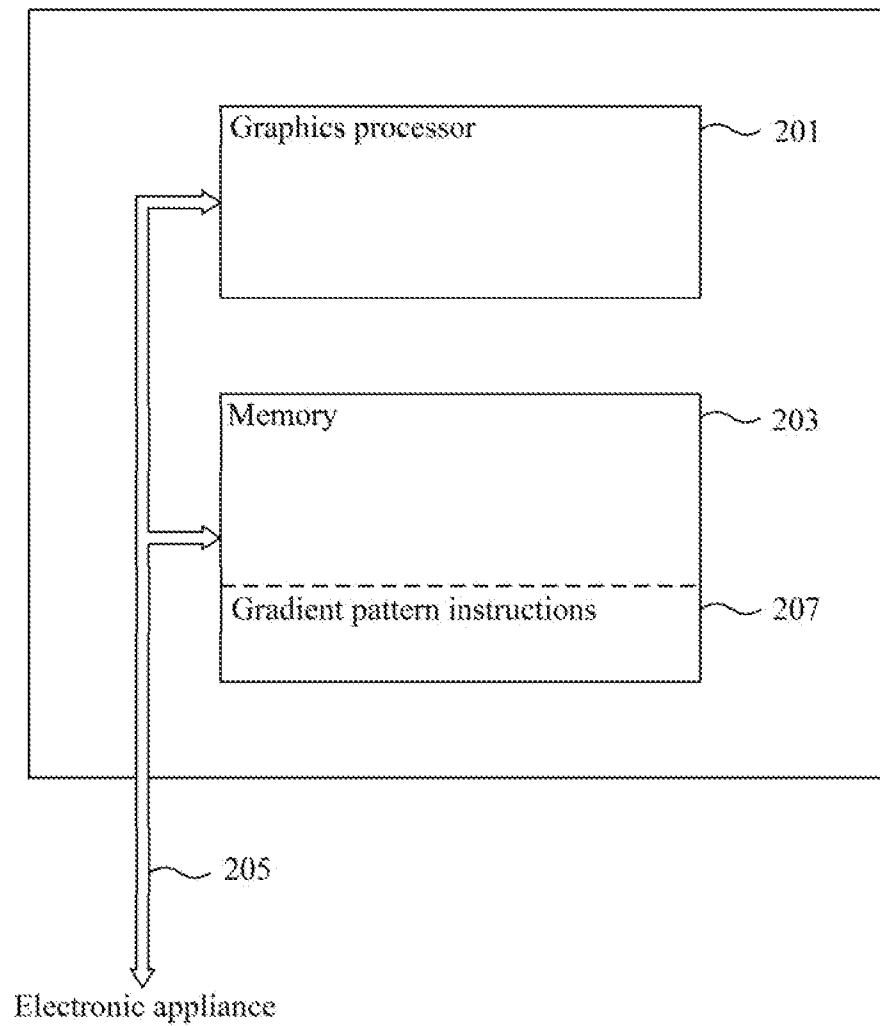 Graphics processor
201
Memory
203
Gradient pattern instructions
207
205
Electronic appliance